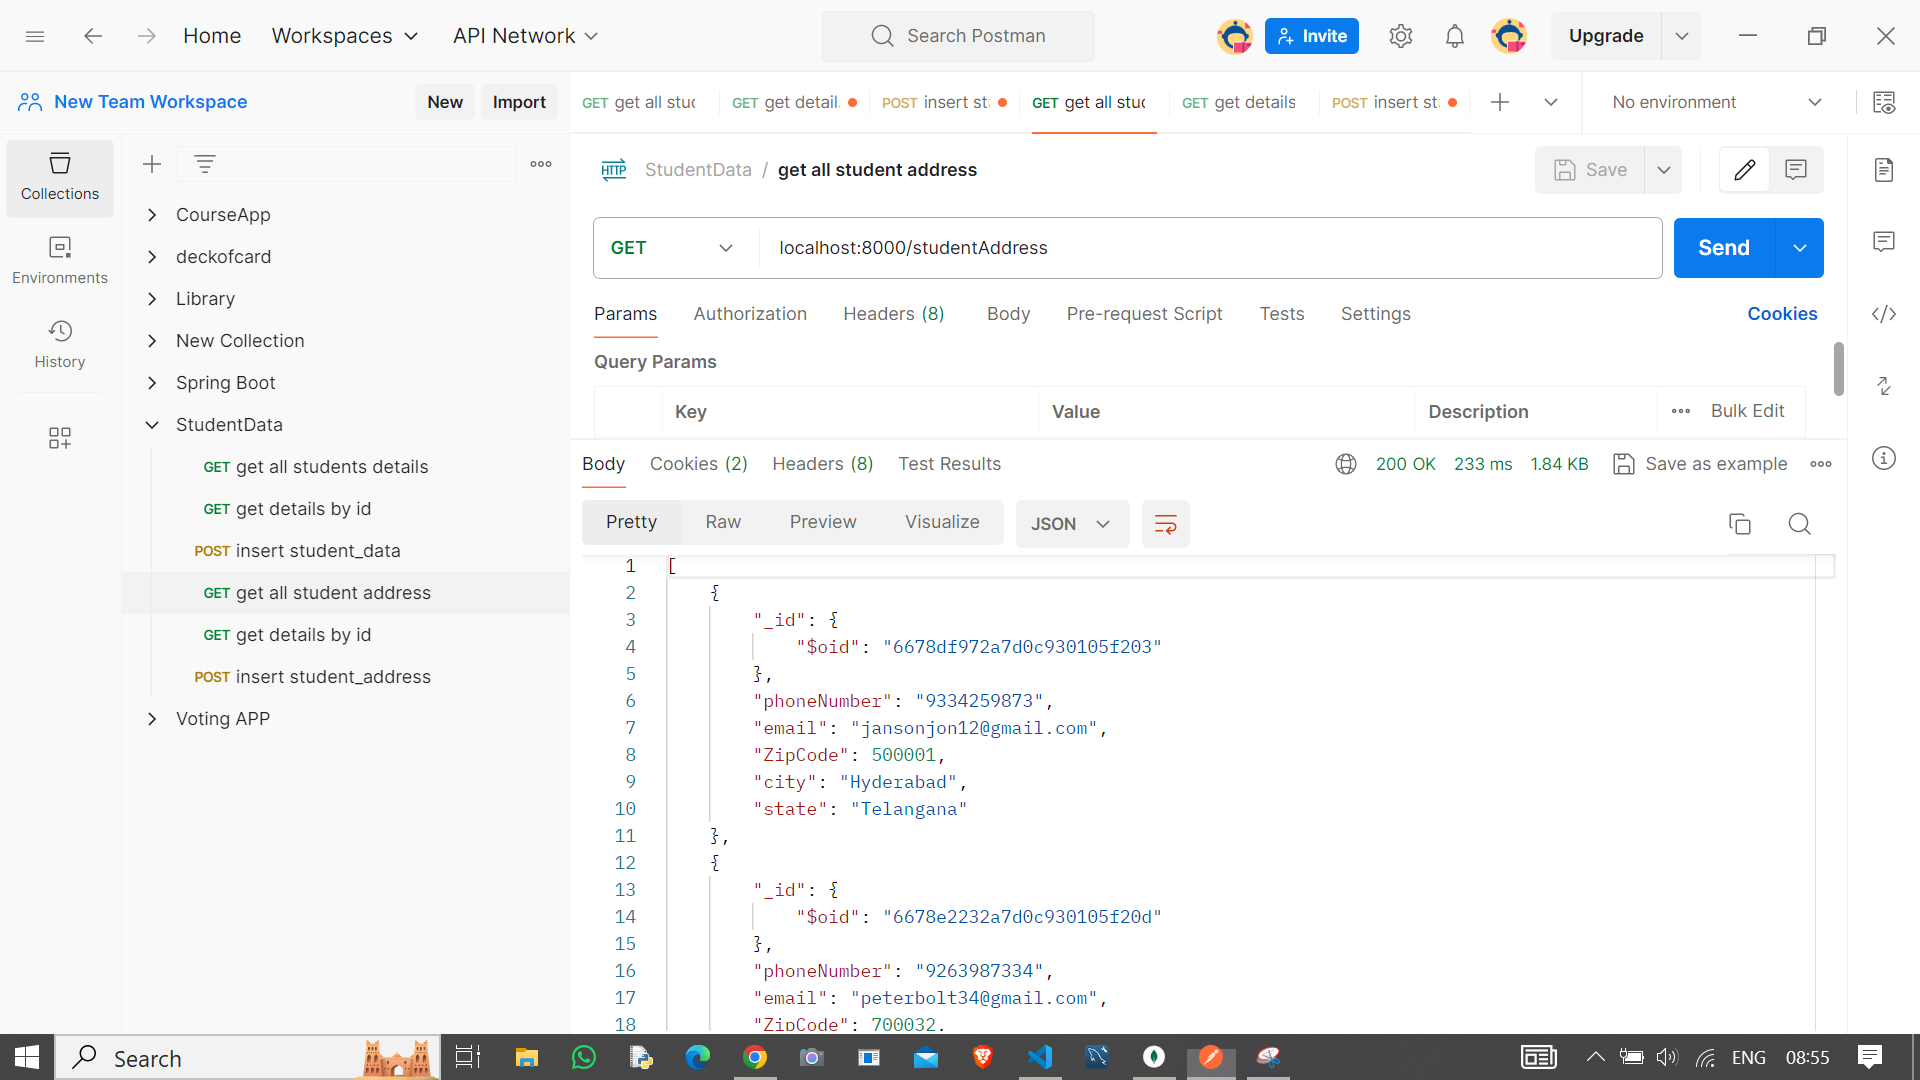 Home
Workspaces
API Network
Search Postman
Invite
Upgrade
New Team Workspace
New
Import
GET get all stuc
GET get detail
POST insert st
GET get all stuc
GET get details
POST insert st
No environment
Collections
Environments
History
CourseApp
deckofcard
Library
New Collection
Spring Boot
StudentData
GET get all students details
GET get details by id
POST insert student_data
GET get all student address
GET get details by id
POST insert student_address
Voting APP
HTTP StudentData / get all student address
Save
GET
localhost:8000/studentAddress
Send
Params
Authorization
Headers (8)
Body
Pre-request Script
Tests
Settings
Cookies
Query Params
Key
Value
Description
Bulk Edit
Body
Cookies (2)
Headers (8)
Test Results
200 OK
233 ms
1.84 KB
Save as example
Pretty
Raw
Preview
Visualize
JSON
1 [
2 {
3 "_id": {
4 "$oid": "6678df972a7d0c930105f203"
5 },
6 "phoneNumber": "9334259873",
7 "email": "jansonjon12@gmail.com",
8 "ZipCode": 500001,
9 "city": "Hyderabad",
10 "state": "Telangana"
11 },
12 {
13 "_id": {
14 "$oid": "6678e2232a7d0c930105f20d"
15 },
16 "phoneNumber": "9263987334",
17 "email": "peterbolt34@gmail.com",
18 "ZipCode": 700032,
Search
ENG
08:55